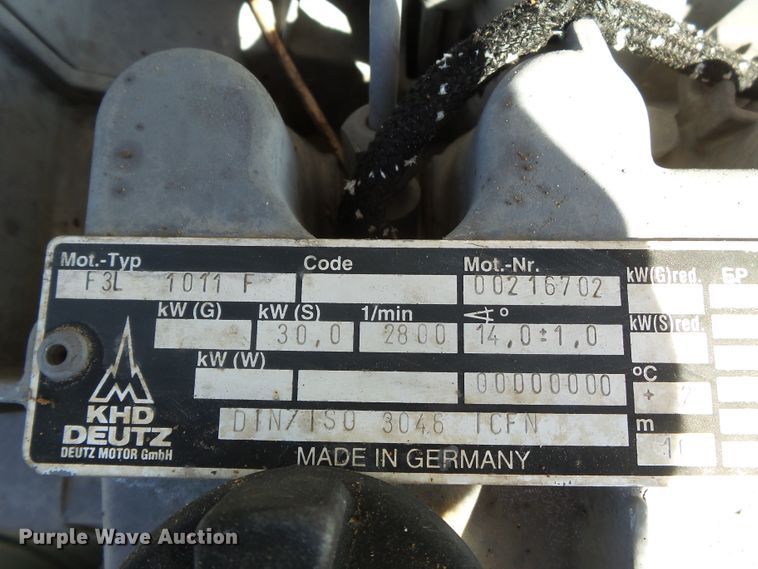 Mot.-Typ Code Mot.-Nr. kW(G)red. БР
F3L 1011 F 00216702
kW (G) kW (S) 1/min ∢° kW(S)red.
30,0 2800 14,0±1,0
kW (W) °C
00000000 +
DIN/ISO 3046 ICFN m
KHD
DEUTZ
DEUTZ MOTOR GmbH
MADE IN GERMANY
Purple Wave Auction